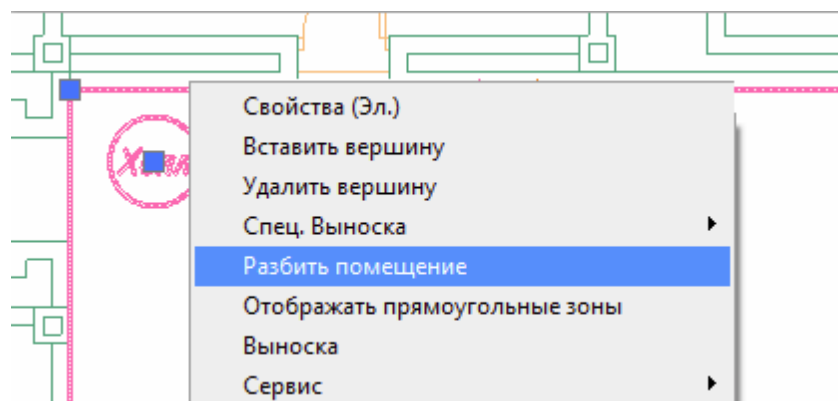 Свойства (Эл.)
Вставить вершину
Удалить вершину
Спец. Выноска
Разбить помещение
Отображать прямоугольные зоны
Выноска
Сервис